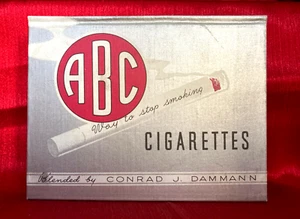 ABC
Way to stop smoking
CIGARETTES
Blended by CONRAD J. DAMMANN